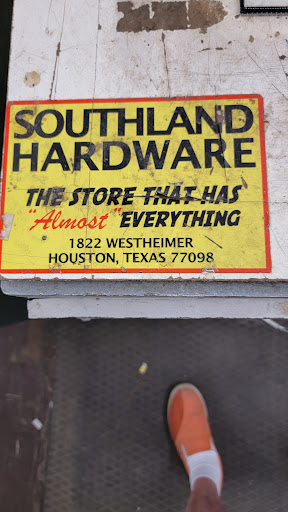 SOUTHLAND
HARDWARE
THE STORE THAT HAS
"Almost" EVERYTHING
1822 WESTHEIMER
HOUSTON, TEXAS 77098